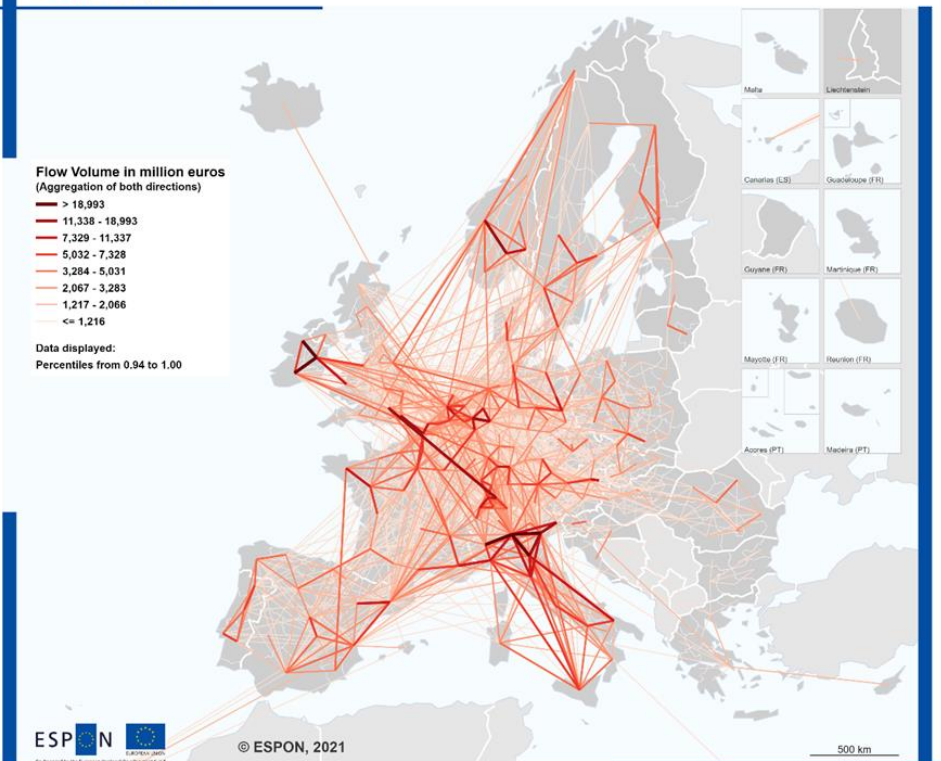 Flow Volume in million euros
(Aggregation of both directions)
> 18,993
11,338 - 18,993
7,329 - 11,337
5,032 - 7,328
3,284 - 5,031
2,067 - 3,283
1,217 - 2,066
<= 1,216
Data displayed:
Percentiles from 0.94 to 1.00
Malta
Liechtenstein
Canarias (ES)
Guadeloupe (FR)
Guyane (FR)
Martinique (FR)
Mayotte (FR)
Reunion (FR)
Acores (PT)
Madeira (PT)
ESPON
EUROPEAN UNION
© ESPON, 2021
500 km